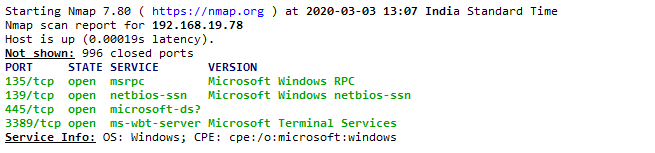 Starting Nmap 7.80 ( https://nmap.org ) at 2020-03-03 13:07 India Standard Time
Nmap scan report for 192.168.19.78
Host is up (0.00019s latency).
Not shown: 996 closed ports
PORT     STATE SERVICE       VERSION
135/tcp  open  msrpc         Microsoft Windows RPC
139/tcp  open  netbios-ssn   Microsoft Windows netbios-ssn
445/tcp  open  microsoft-ds?
3389/tcp open  ms-wbt-server Microsoft Terminal Services
Service Info: OS: Windows; CPE: cpe:/o:microsoft:windows